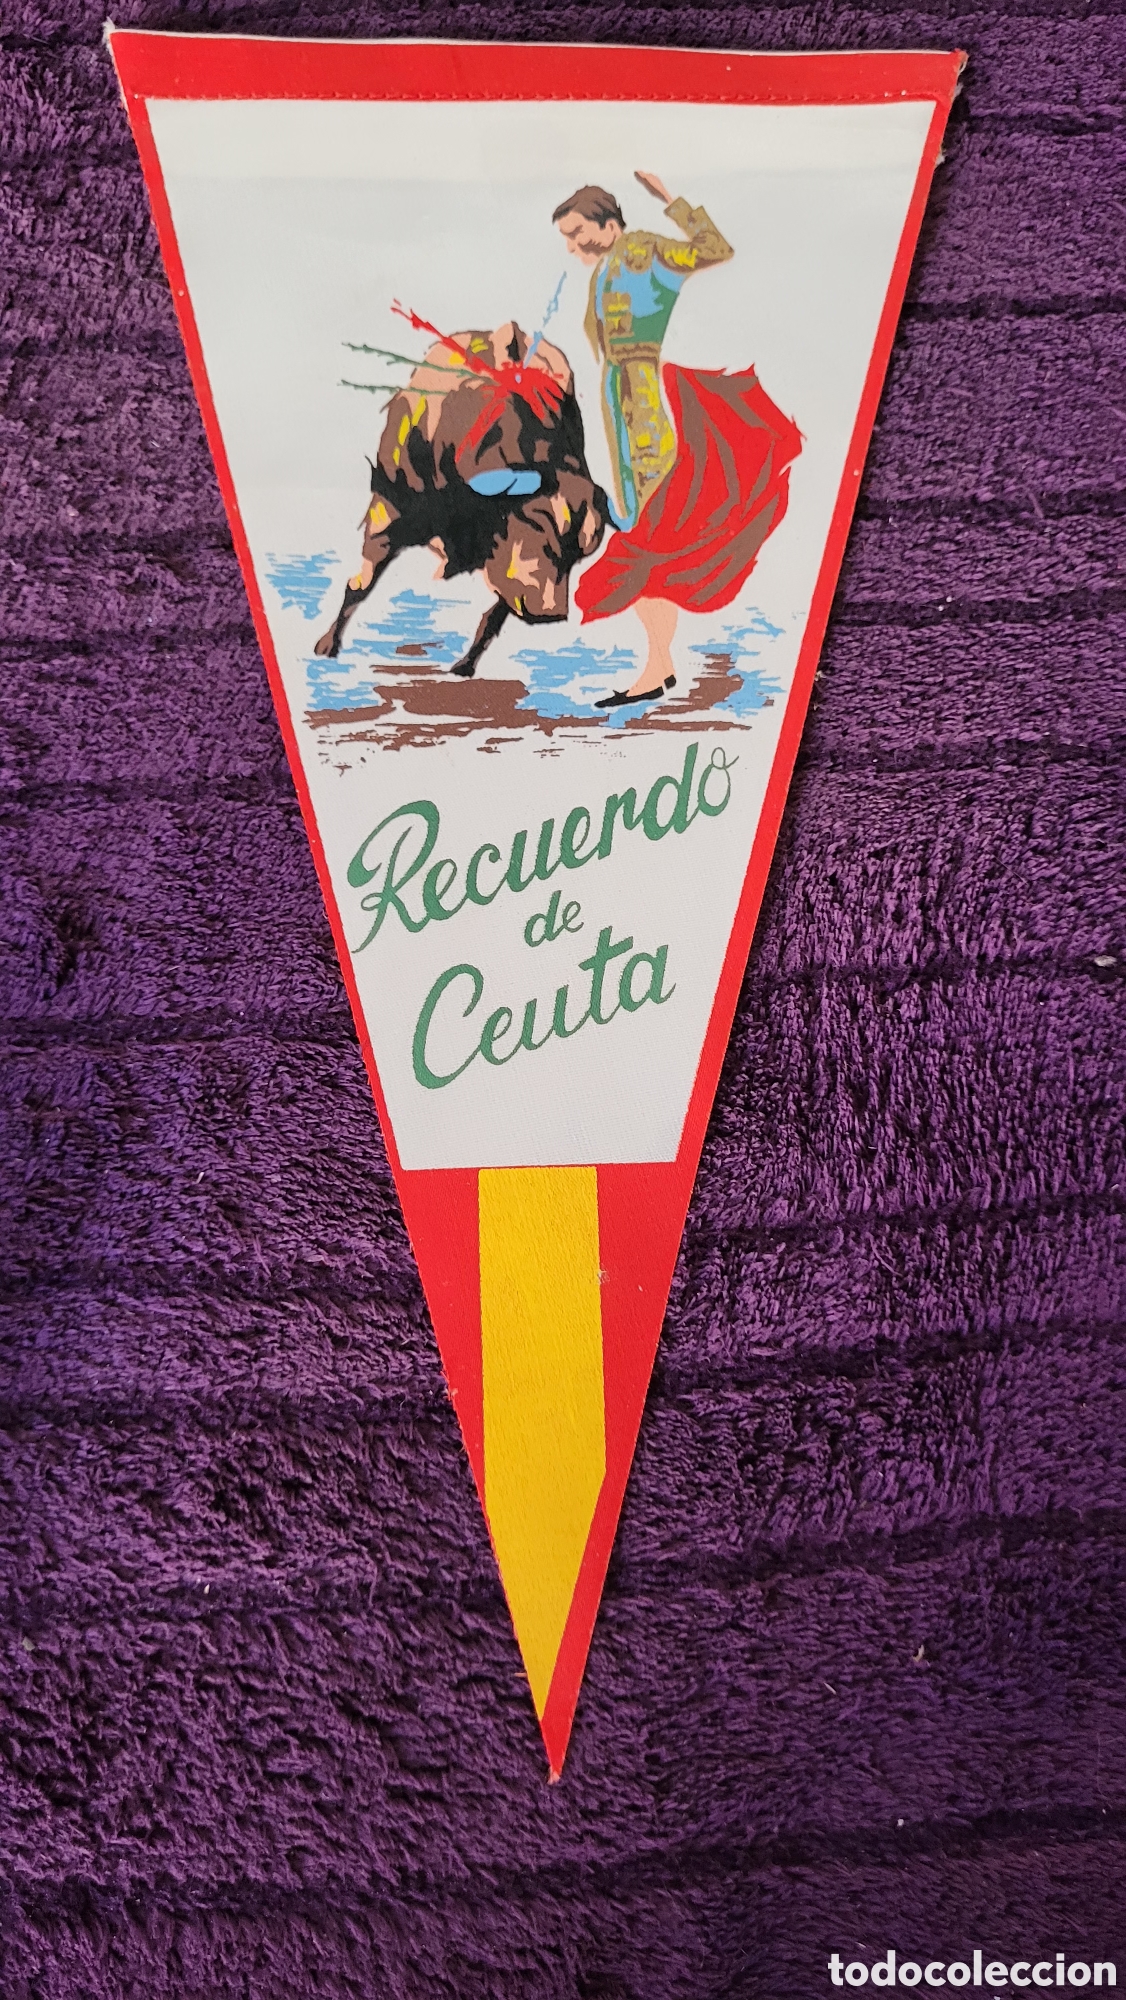 Recuerdo
de
Ceuta
todocoleccion